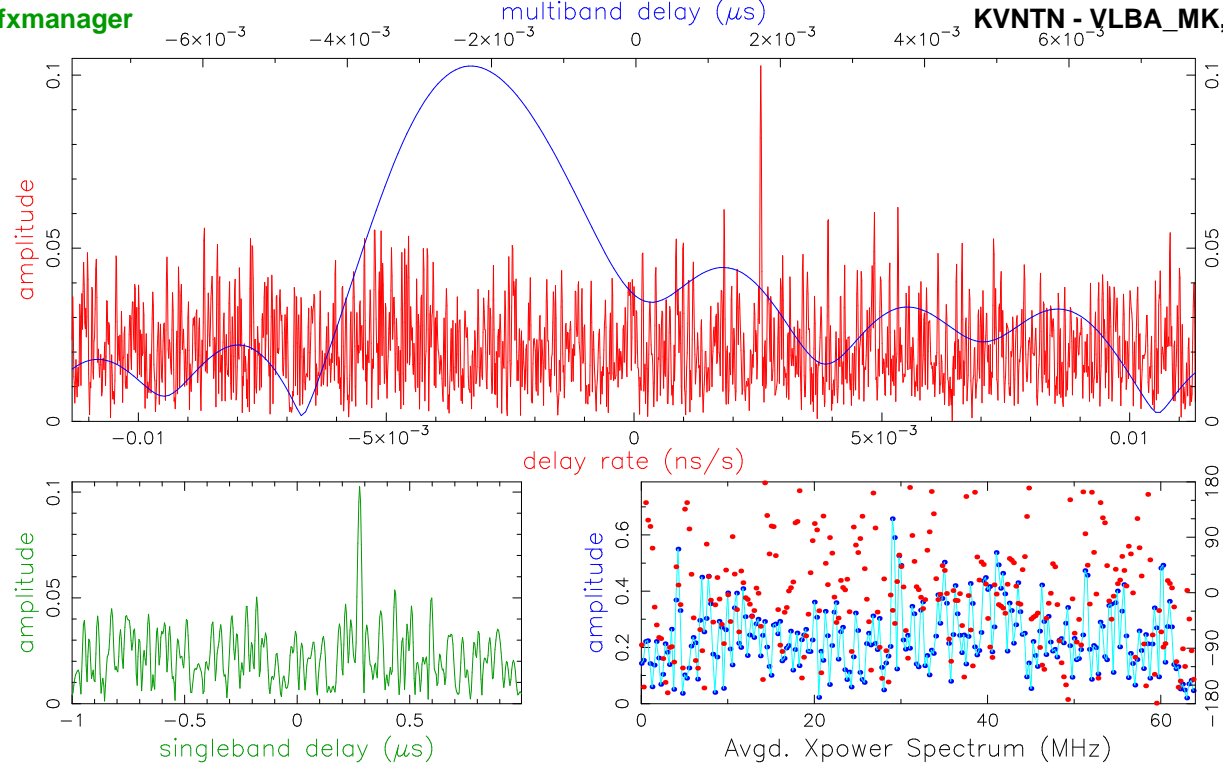 fxmanager
multiband delay (μs)
KVNTN - VLBA_MK,
−6×10⁻³ −4×10⁻³ −2×10⁻³ 0 2×10⁻³ 4×10⁻³ 6×10⁻³
0.1 0.1
amplitude
0.05 0.05
0 0
−0.01 −5×10⁻³ 0 5×10⁻³ 0.01
delay rate (ns/s)
0.1
amplitude
0.05
0
−1 −0.5 0 0.5
singleband delay (μs)
amplitude
0.6
0.4
0.2
0
180
90
0
−90
−180
0 20 40 60
Avgd. Xpower Spectrum (MHz)